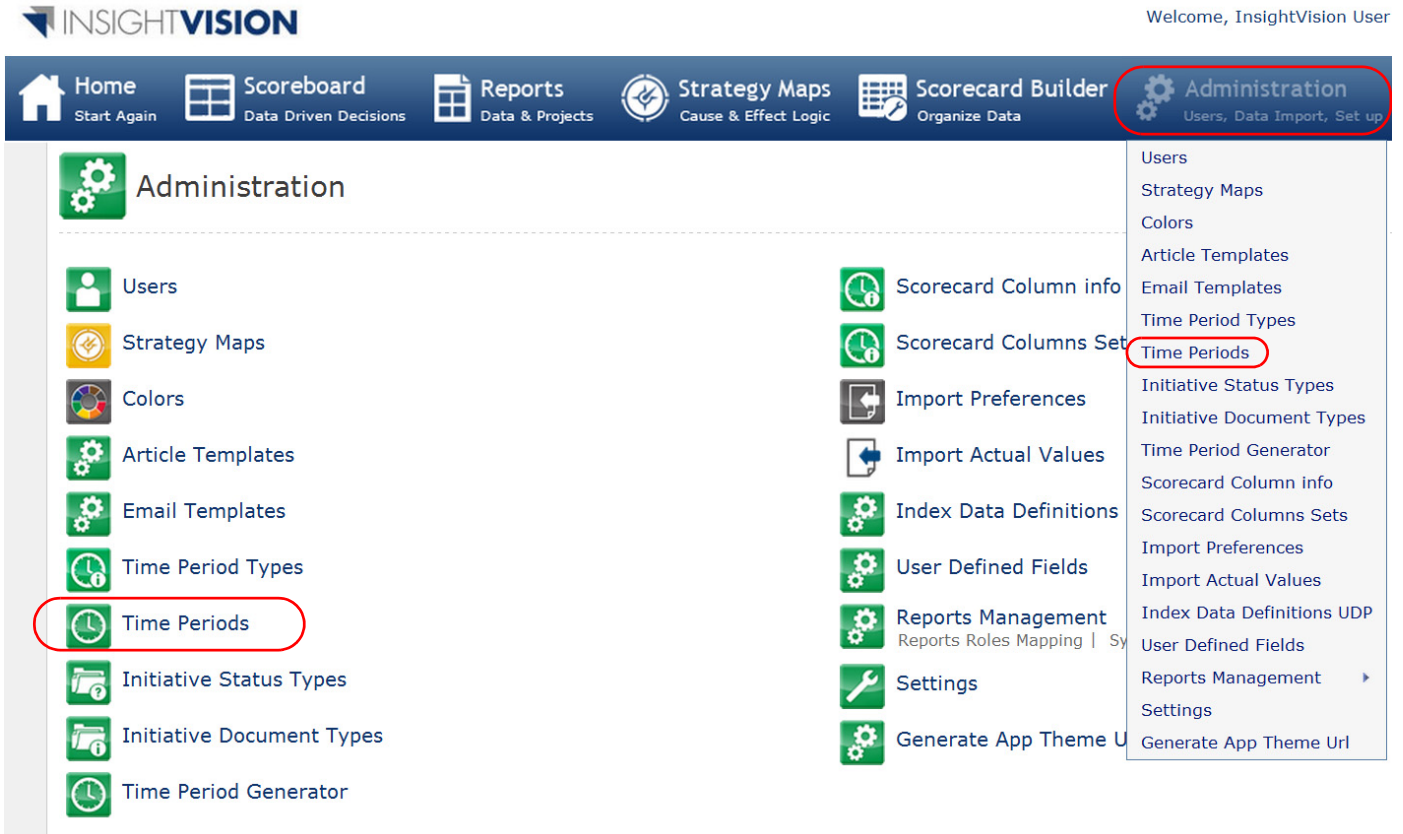 INSIGHTVISION
Welcome, InsightVision User
Home
Start Again
Scoreboard
Data Driven Decisions
Reports
Data & Projects
Strategy Maps
Cause & Effect Logic
Scorecard Builder
Organize Data
Administration
Users, Data Import, Set up
Administration
Users
Strategy Maps
Colors
Article Templates
Email Templates
Time Period Types
Time Periods
Initiative Status Types
Initiative Document Types
Time Period Generator
Scorecard Column info
Scorecard Columns Set
Import Preferences
Import Actual Values
Index Data Definitions
User Defined Fields
Reports Management
Reports Roles Mapping | Sy
Settings
Generate App Theme U
Users
Strategy Maps
Colors
Article Templates
Email Templates
Time Period Types
Time Periods
Initiative Status Types
Initiative Document Types
Time Period Generator
Scorecard Column info
Scorecard Columns Sets
Import Preferences
Import Actual Values
Index Data Definitions UDP
User Defined Fields
Reports Management
Settings
Generate App Theme Url